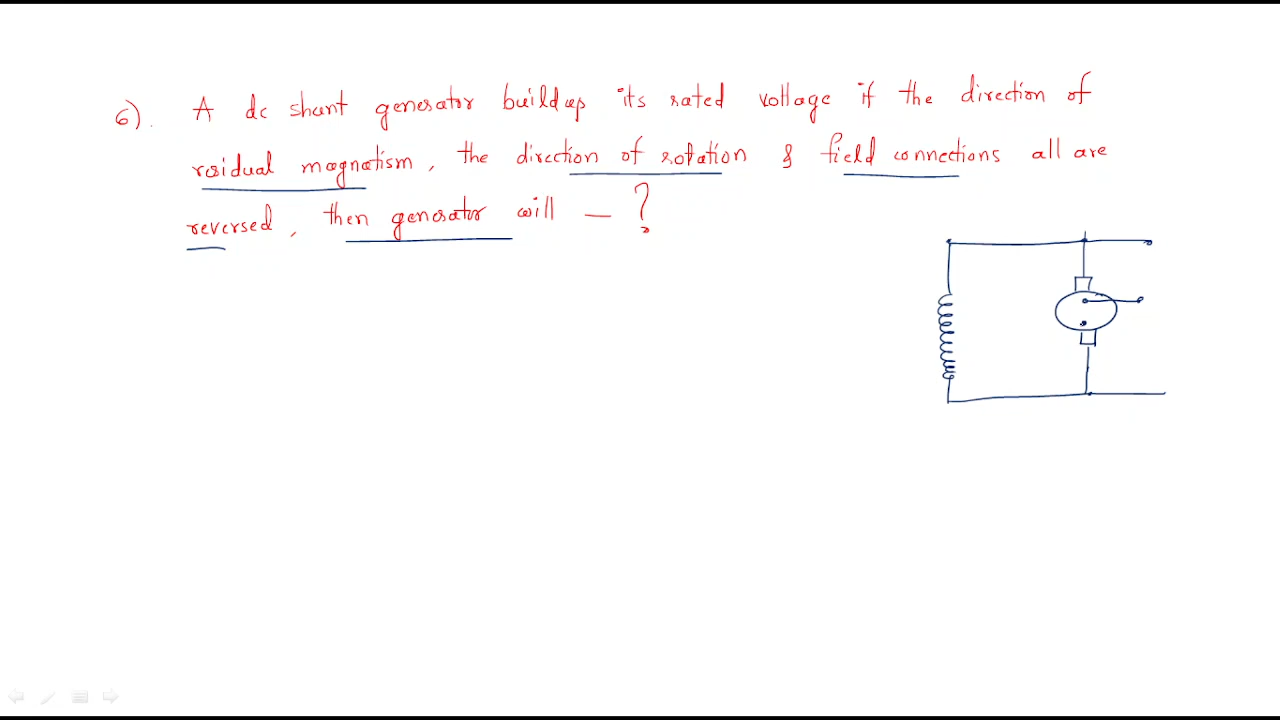 6). A dc shunt generator buildup its rated voltage if the direction of
residual magnatism, the direction of rotation & field connections all are
reversed, then generator will — ?